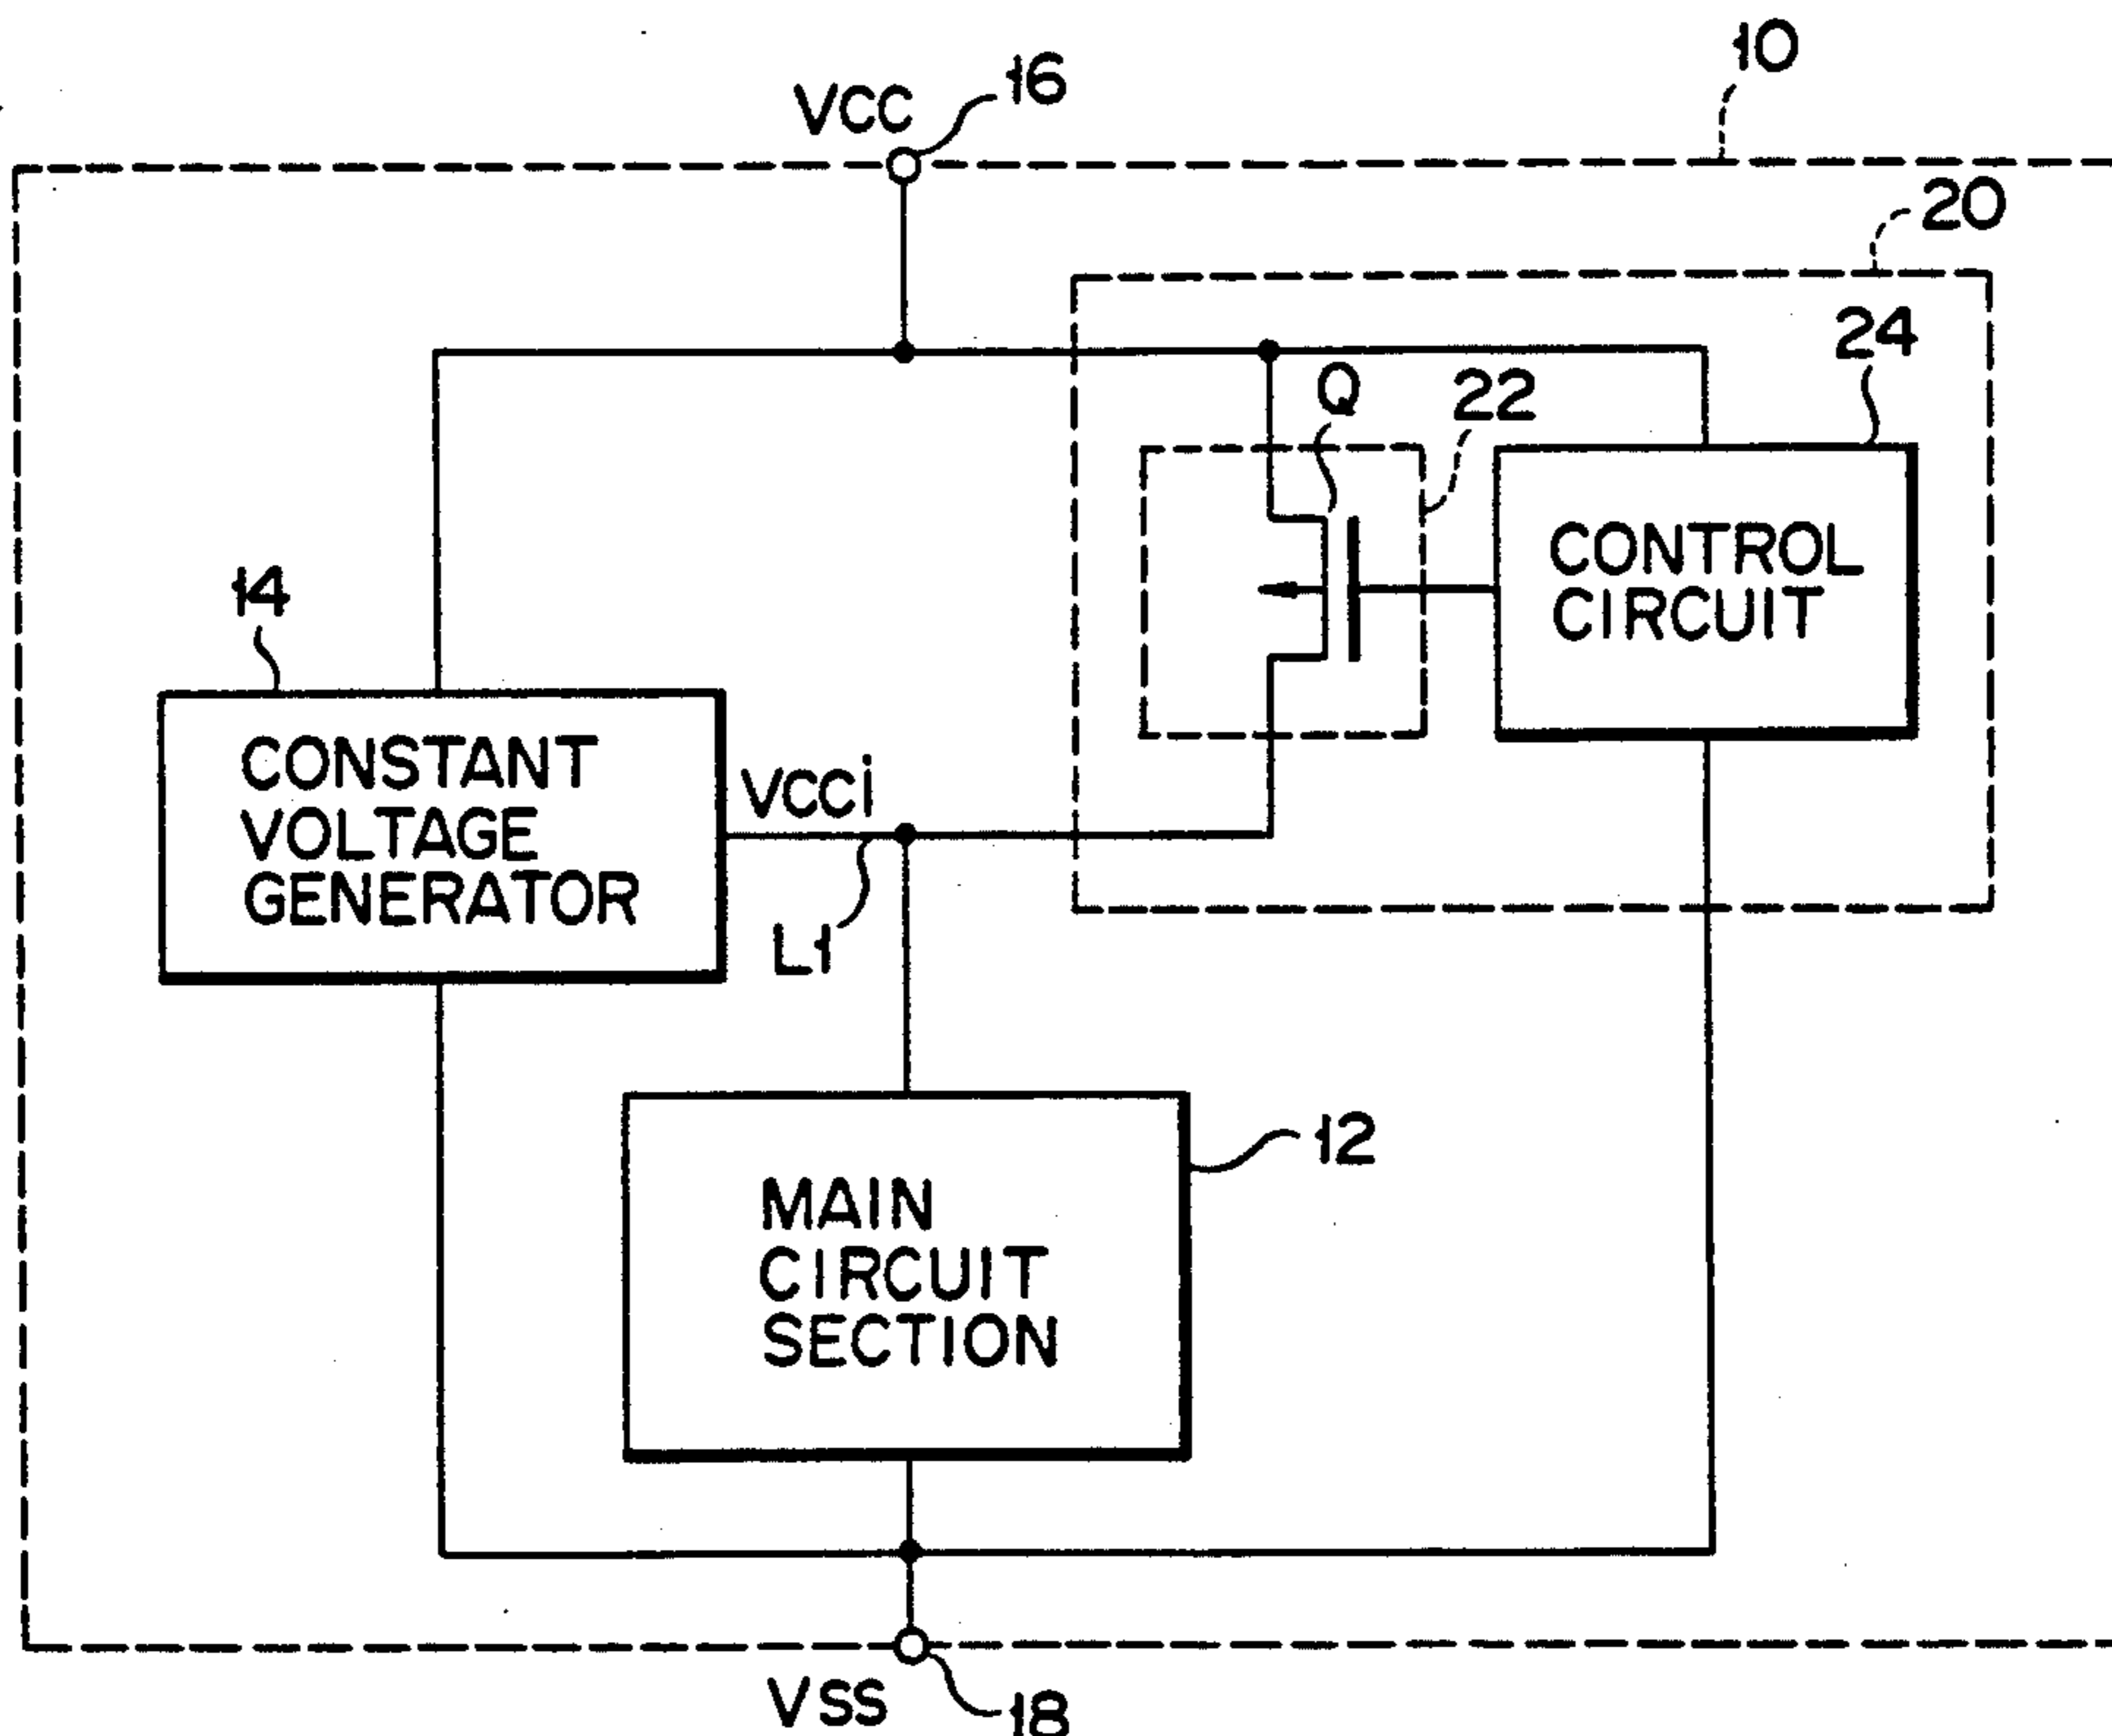 10
16
VCC
20
24
Q
22
CONTROL
CIRCUIT
14
CONSTANT
VOLTAGE
GENERATOR
VCCi
L1
12
MAIN
CIRCUIT
SECTION
VSS
18